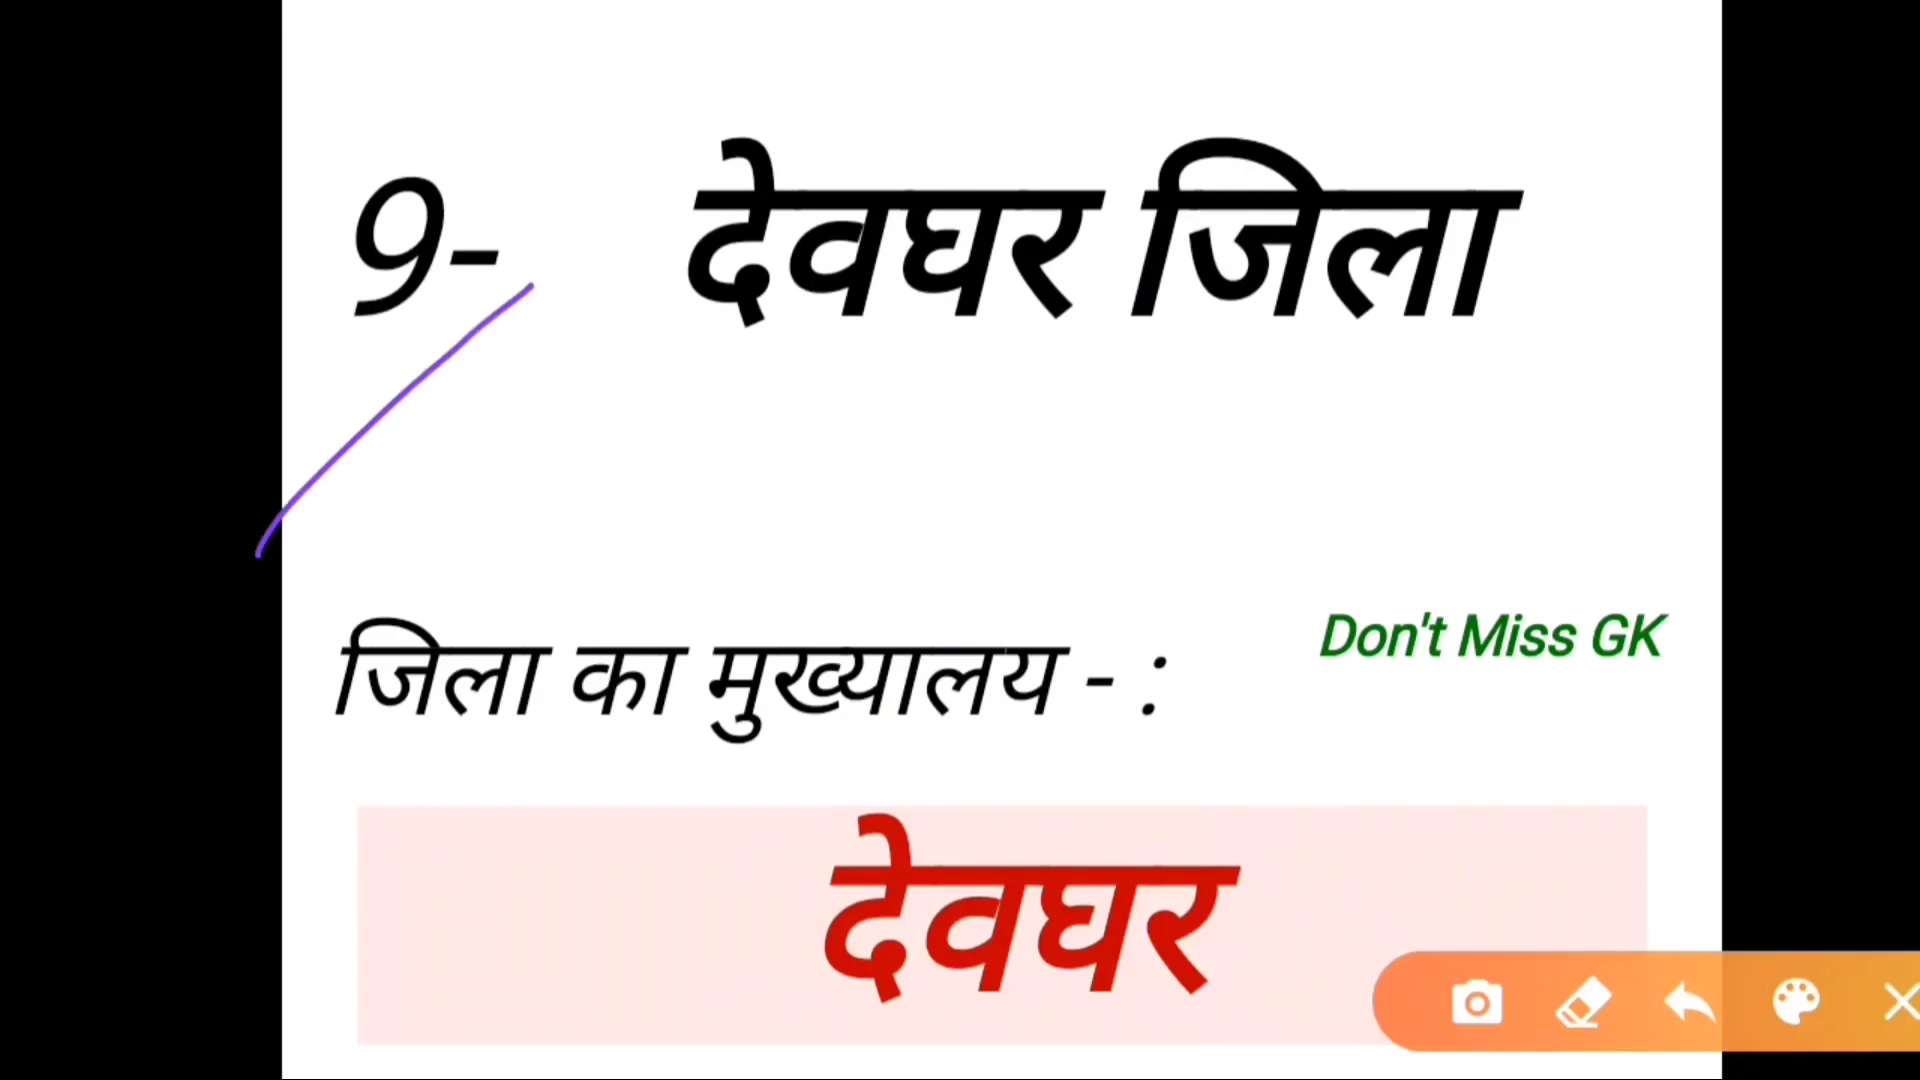 9- देवघर जिला
Don't Miss GK
जिला का मुख्यालय - :
देवघर